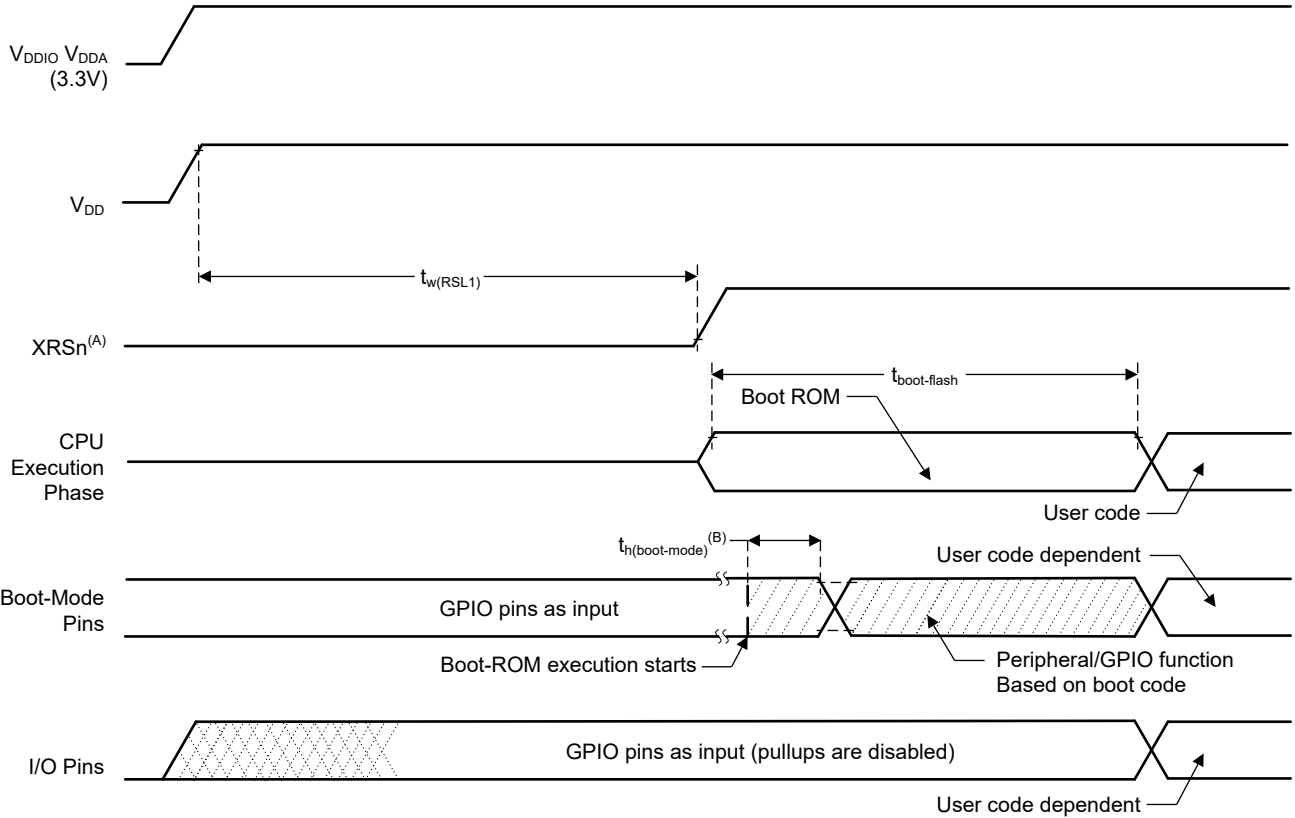 VDDIO VDDA
(3.3V)
VDD
tw(RSL1)
XRSn(A)
tboot-flash
Boot ROM
CPU
Execution
Phase
User code
th(boot-mode)(B)
User code dependent
Boot-Mode
Pins
GPIO pins as input
Boot-ROM execution starts
Peripheral/GPIO function
Based on boot code
GPIO pins as input (pullups are disabled)
I/O Pins
User code dependent